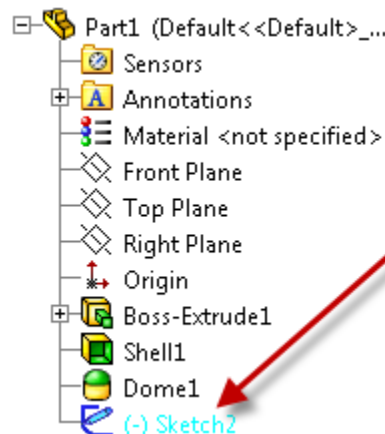 Part1 (Default<<Default>_...
Sensors
A Annotations
Material <not specified>
Front Plane
Top Plane
Right Plane
Origin
Boss-Extrude1
Shell1
Dome1
(-) Sketch2